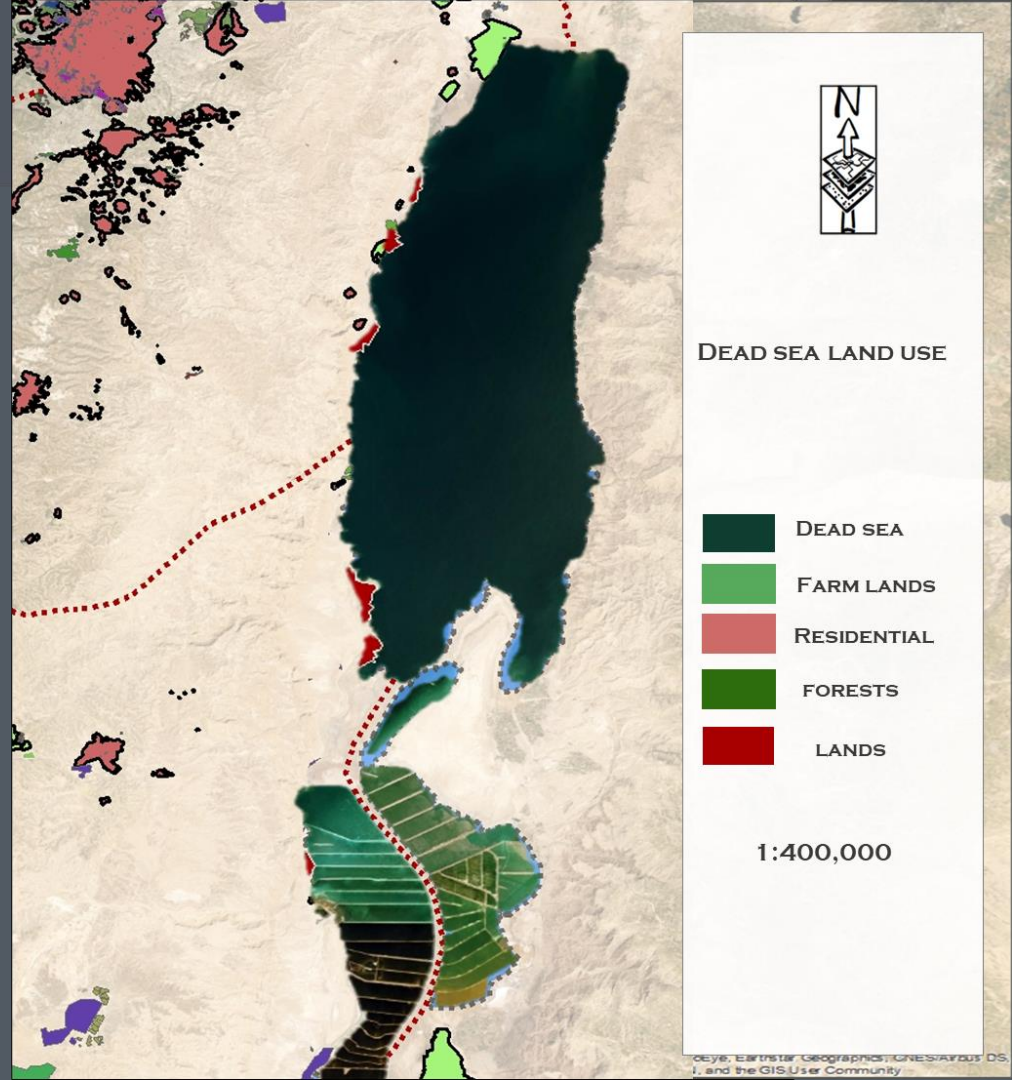 N
DEAD SEA LAND USE
DEAD SEA
FARM LANDS
RESIDENTIAL
FORESTS
LANDS
1:400,000
Earthstar Geographics, CNES/Airbus DS,
and the GIS User Community